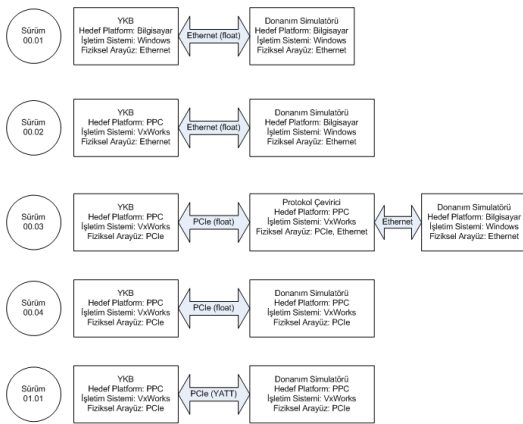 Sürüm
00.01
YKB
Hedef Platform: Bilgisayar
İşletim Sistemi: Windows
Fiziksel Arayüz: Ethernet
Ethernet (float)
Donanım Simulatörü
Hedef Platform: Bilgisayar
İşletim Sistemi: Windows
Fiziksel Arayüz: Ethernet
Sürüm
00.02
YKB
Hedef Platform: PPC
İşletim Sistemi: VxWorks
Fiziksel Arayüz: Ethernet
Ethernet (float)
Donanım Simulatörü
Hedef Platform: Bilgisayar
İşletim Sistemi: Windows
Fiziksel Arayüz: Ethernet
Sürüm
00.03
YKB
Hedef Platform: PPC
İşletim Sistemi: VxWorks
Fiziksel Arayüz: PCIe
PCIe (float)
Protokol Çevirici
Hedef Platform: PPC
İşletim Sistemi: VxWorks
Fiziksel Arayüz: PCIe, Ethernet
Ethernet
Donanım Simulatörü
Hedef Platform: Bilgisayar
İşletim Sistemi: Windows
Fiziksel Arayüz: Ethernet
Sürüm
00.04
YKB
Hedef Platform: PPC
İşletim Sistemi: VxWorks
Fiziksel Arayüz: PCIe
PCIe (float)
Donanım Simulatörü
Hedef Platform: PPC
İşletim Sistemi: VxWorks
Fiziksel Arayüz: PCIe
Sürüm
01.01
YKB
Hedef Platform: PPC
İşletim Sistemi: VxWorks
Fiziksel Arayüz: PCIe
PCIe (YATT)
Donanım Simulatörü
Hedef Platform: PPC
İşletim Sistemi: VxWorks
Fiziksel Arayüz: PCIe